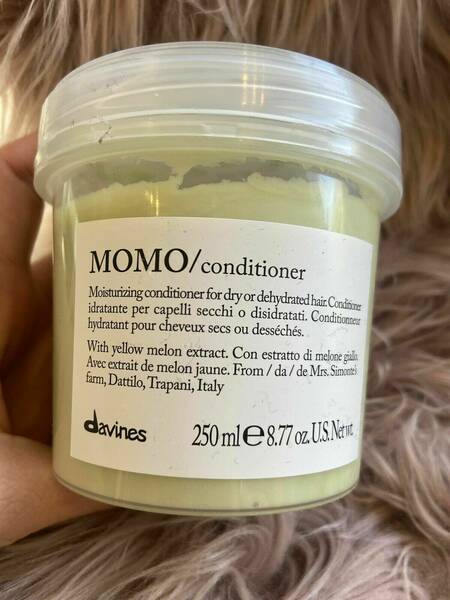 MOMO/conditioner
Moisturizing conditioner for dry or dehydrated hair. Conditioner
idratante per capelli secchi o disidratati. Conditionneur
hydratant pour cheveux secs ou desséchés.
With yellow melon extract. Con estratto di melone giallo.
Avec extrait de melon jaune. From / da / de Mrs. Simonte's
farm, Dattilo, Trapani, Italy
davines
250 ml ℮ 8.77 oz. U.S. Net wt.